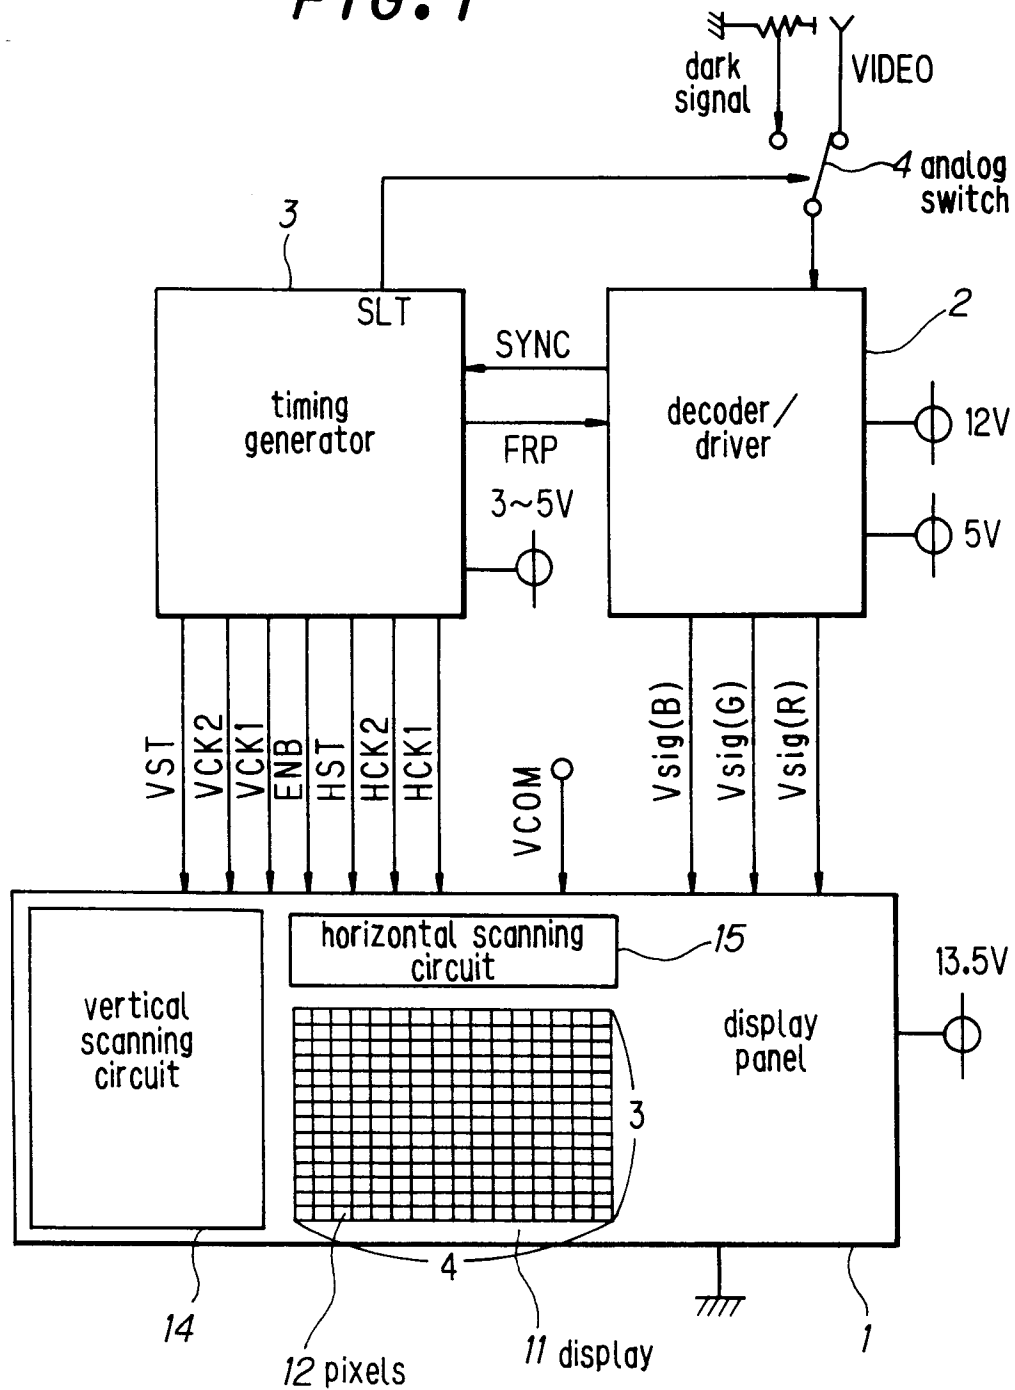 FIG. 1
dark
signal
VIDEO
4 analog
switch
3
SLT
2
SYNC
timing
generator
decoder/
driver
FRP
3~5V
12V
5V
VST
VCK2
VCK1
ENB
HST
HCK2
HCK1
VCOM
Vsig(B)
Vsig(G)
Vsig(R)
horizontal scanning
circuit
15
13.5V
vertical
scanning
circuit
display
panel
3
4
14
12 pixels
11 display
1